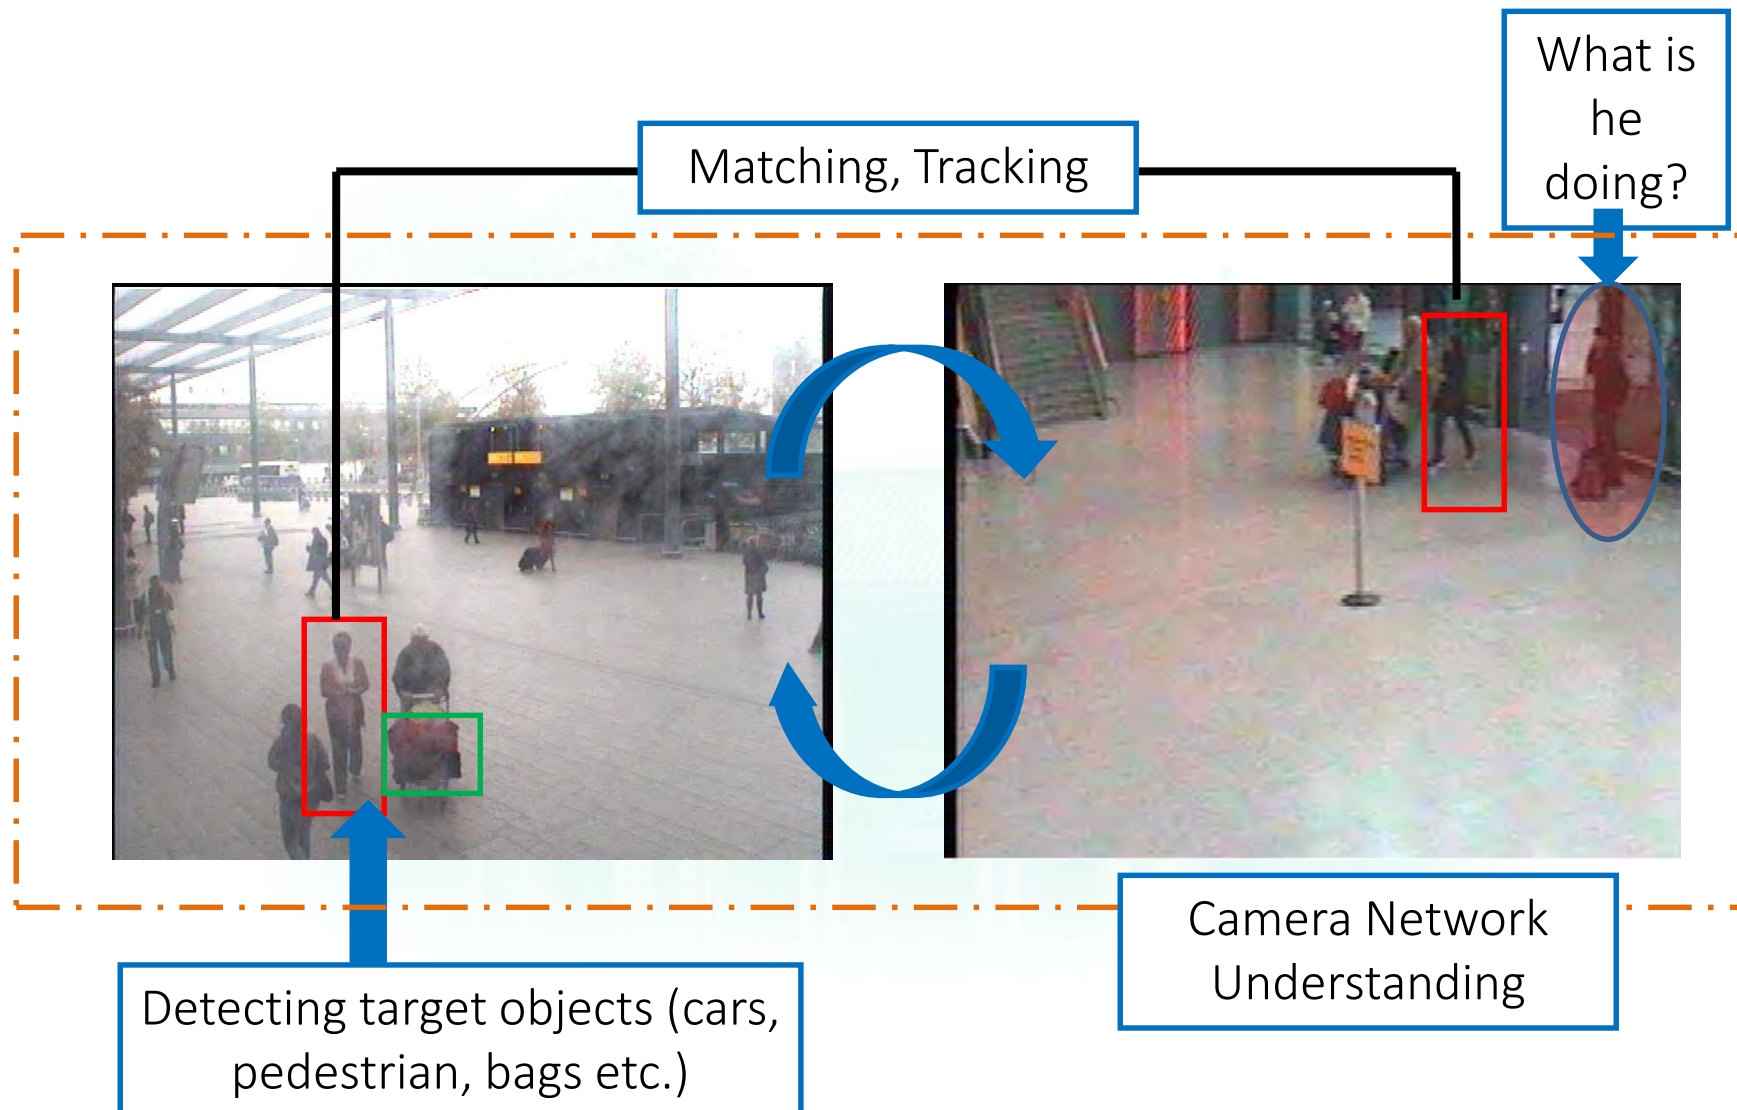 What is
he
doing?
Matching, Tracking
Camera Network
Understanding
Detecting target objects (cars,
pedestrian, bags etc.)